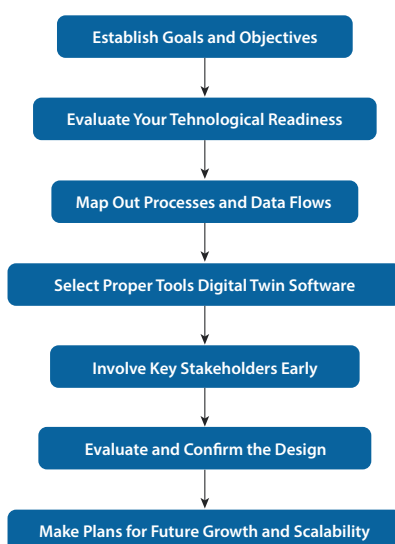 Establish Goals and Objectives
Evaluate Your Tehnological Readiness
Map Out Processes and Data Flows
Select Proper Tools Digital Twin Software
Involve Key Stakeholders Early
Evaluate and Confirm the Design
Make Plans for Future Growth and Scalability